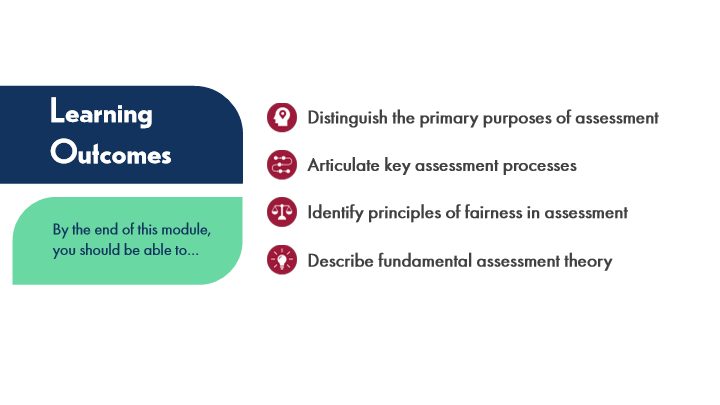 Learning
Outcomes
By the end of this module,
you should be able to...
Distinguish the primary purposes of assessment
Articulate key assessment processes
Identify principles of fairness in assessment
Describe fundamental assessment theory